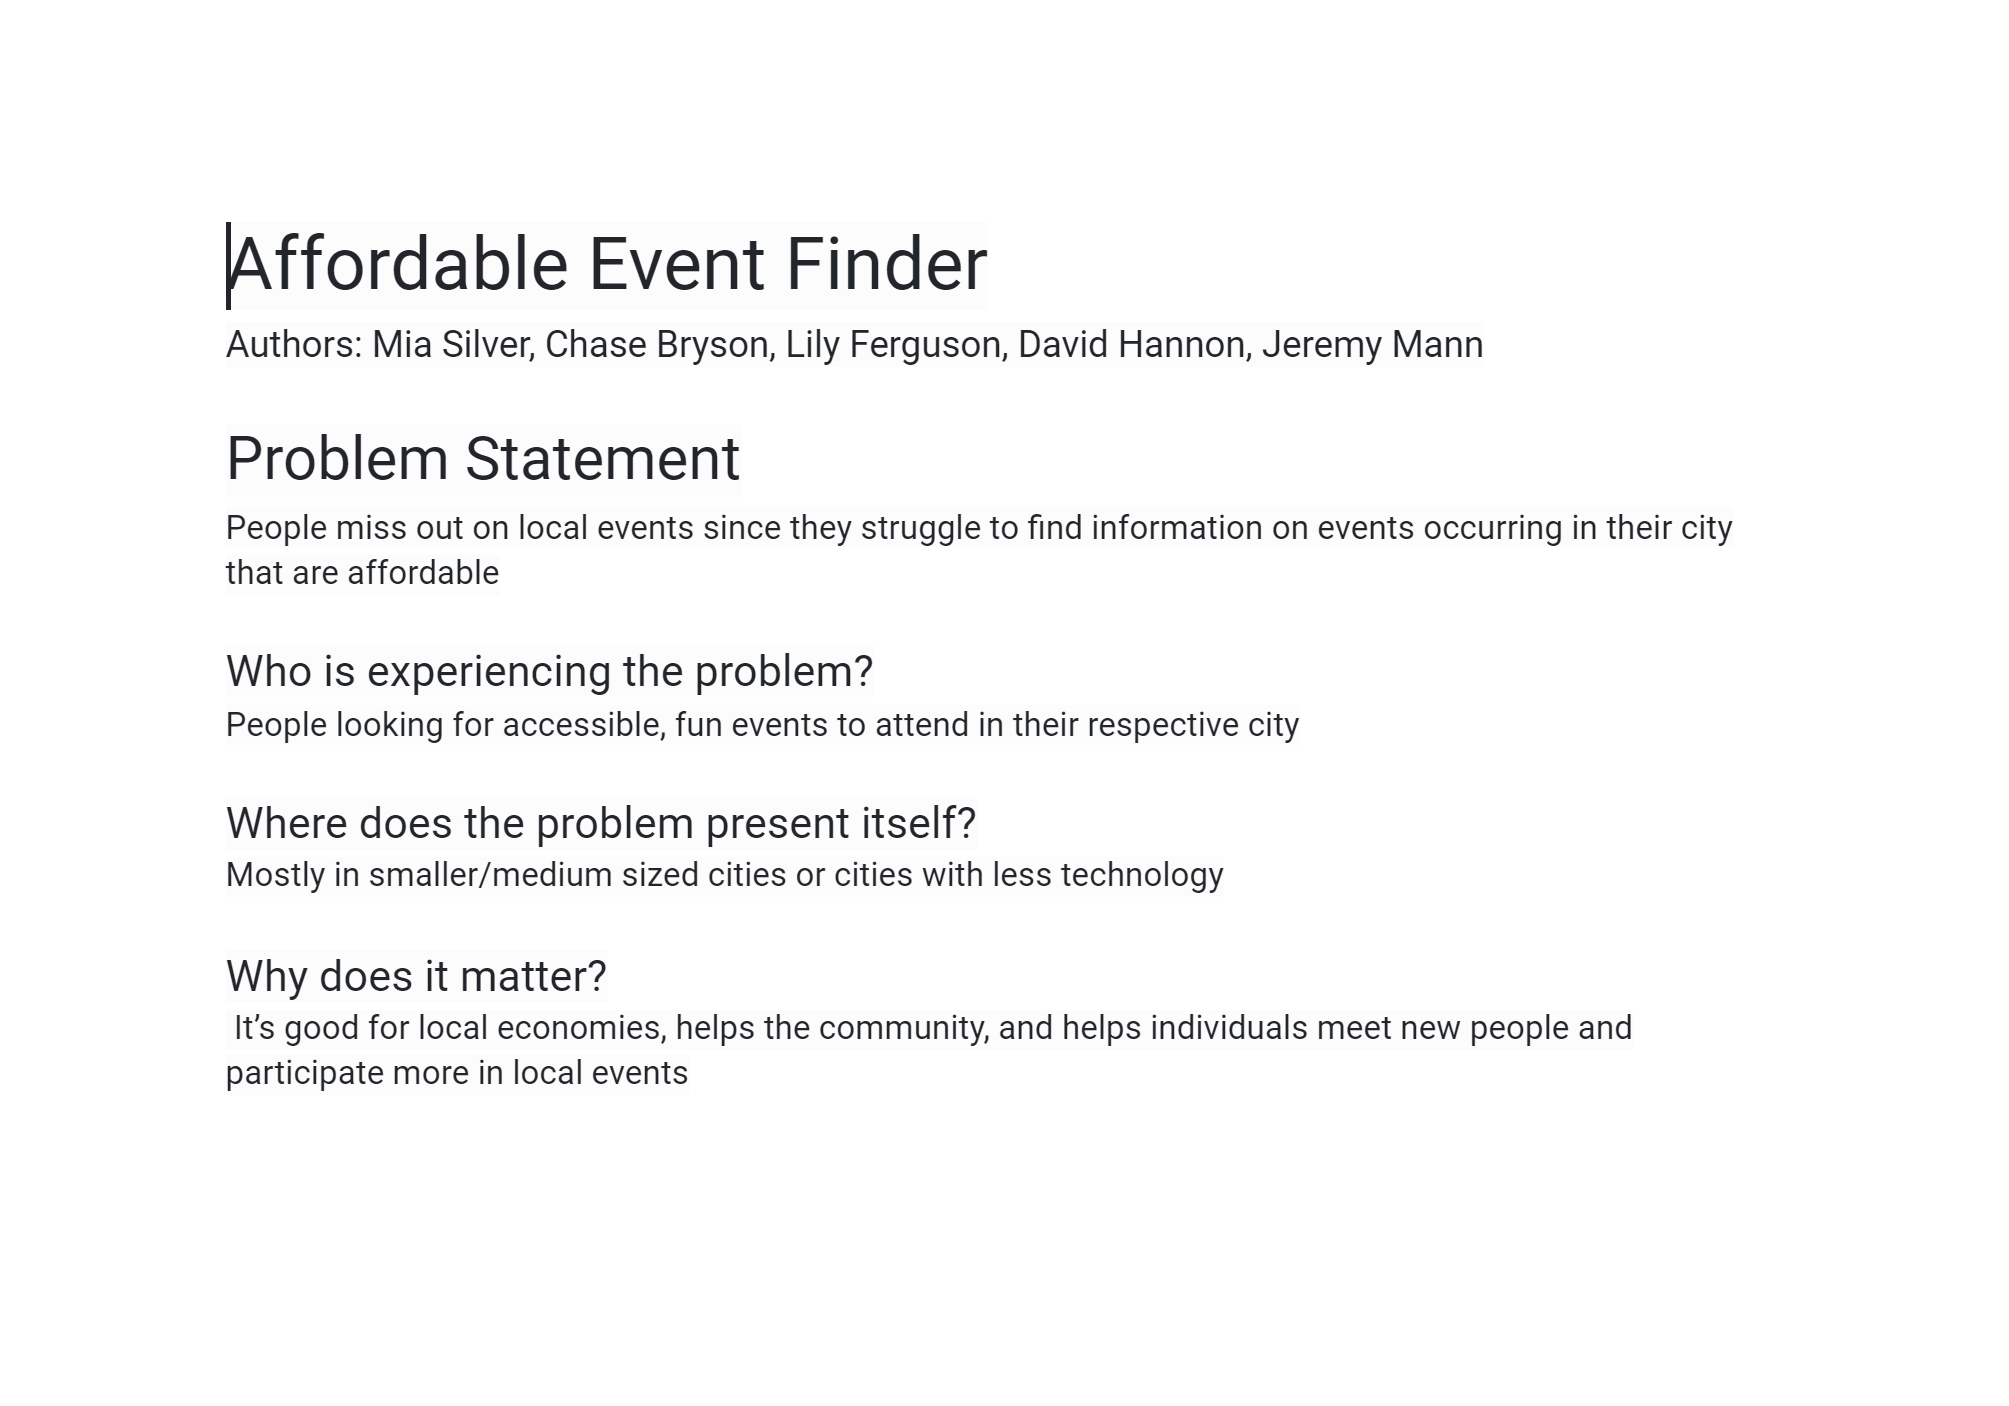 Affordable Event Finder
Authors: Mia Silver, Chase Bryson, Lily Ferguson, David Hannon, Jeremy Mann
Problem Statement
People miss out on local events since they struggle to find information on events occurring in their city
that are affordable
Who is experiencing the problem?
People looking for accessible, fun events to attend in their respective city
Where does the problem present itself?
Mostly in smaller/medium sized cities or cities with less technology
Why does it matter?
It’s good for local economies, helps the community, and helps individuals meet new people and
participate more in local events